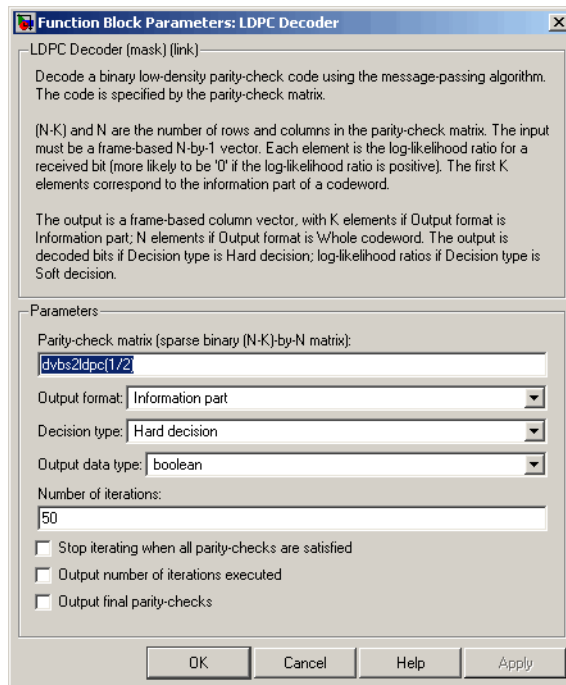 Function Block Parameters: LDPC Decoder
LDPC Decoder (mask) (link)
Decode a binary low-density parity-check code using the message-passing algorithm.
The code is specified by the parity-check matrix.
(N-K) and N are the number of rows and columns in the parity-check matrix. The input
must be a frame-based N-by-1 vector. Each element is the log-likelihood ratio for a
received bit (more likely to be '0' if the log-likelihood ratio is positive). The first K
elements correspond to the information part of a codeword.
The output is a frame-based column vector, with K elements if Output format is
Information part; N elements if Output format is Whole codeword. The output is
decoded bits if Decision type is Hard decision; log-likelihood ratios if Decision type is
Soft decision.
Parameters
Parity-check matrix (sparse binary (N-K)-by-N matrix):
dvbs2ldpc(1/2)
Output format: Information part
Decision type: Hard decision
Output data type: boolean
Number of iterations:
50
Stop iterating when all parity-checks are satisfied
Output number of iterations executed
Output final parity-checks
OK Cancel Help Apply